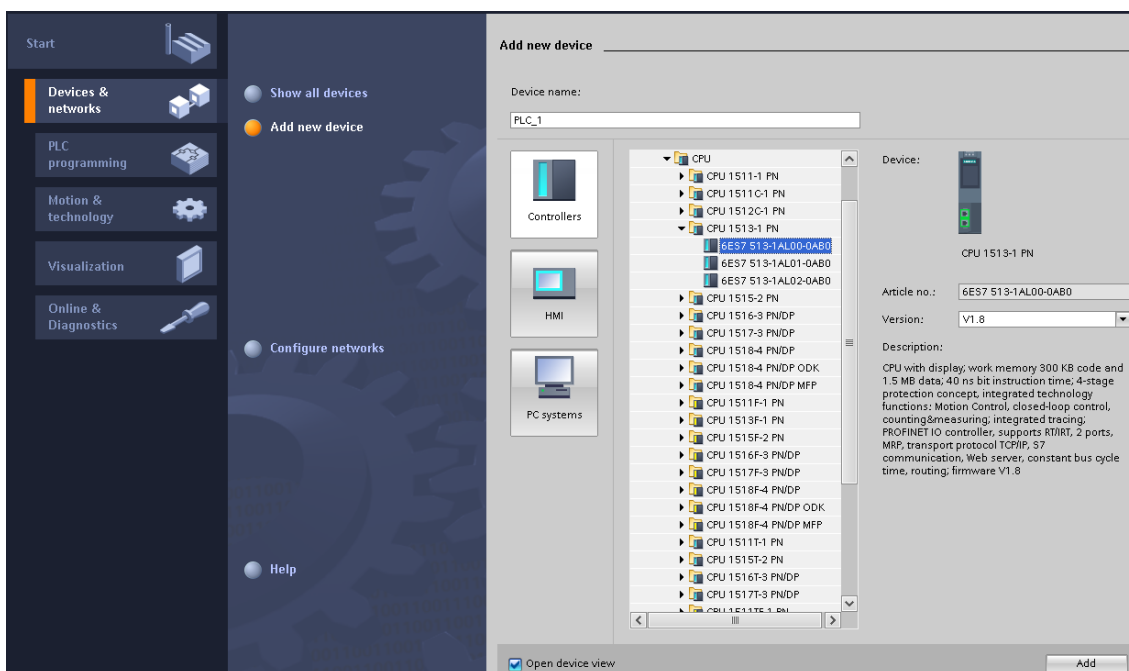 Start
Devices &
networks
PLC
programming
Motion &
technology
Visualization
Online &
Diagnostics
Show all devices
Add new device
Configure networks
Help
Add new device
Device name:
PLC_1
Controllers
HMI
PC systems
CPU
CPU 1511-1 PN
CPU 1511C-1 PN
CPU 1512C-1 PN
CPU 1513-1 PN
6ES7 513-1AL00-0AB0
6ES7 513-1AL01-0AB0
6ES7 513-1AL02-0AB0
CPU 1515-2 PN
CPU 1516-3 PN/DP
CPU 1517-3 PN/DP
CPU 1518-4 PN/DP
CPU 1518-4 PN/DP ODK
CPU 1518-4 PN/DP MFP
CPU 1511F-1 PN
CPU 1513F-1 PN
CPU 1515F-2 PN
CPU 1516F-3 PN/DP
CPU 1517F-3 PN/DP
CPU 1518F-4 PN/DP
CPU 1518F-4 PN/DP ODK
CPU 1518F-4 PN/DP MFP
CPU 1511T-1 PN
CPU 1515T-2 PN
CPU 1516T-3 PN/DP
CPU 1517T-3 PN/DP
CPU 1511TF-1 PN
Device:
CPU 1513-1 PN
Article no.: 6ES7 513-1AL00-0AB0
Version: V1.8
Description:
CPU with display; work memory 300 KB code and
1.5 MB data; 40 ns bit instruction time; 4-stage
protection concept, integrated technology
functions: Motion Control, closed-loop control,
counting&measuring; integrated tracing;
PROFINET IO controller, supports RT/IRT, 2 ports,
MRP, transport protocol TCP/IP, S7
communication, Web server, constant bus cycle
time, routing; firmware V1.8
Open device view
Add